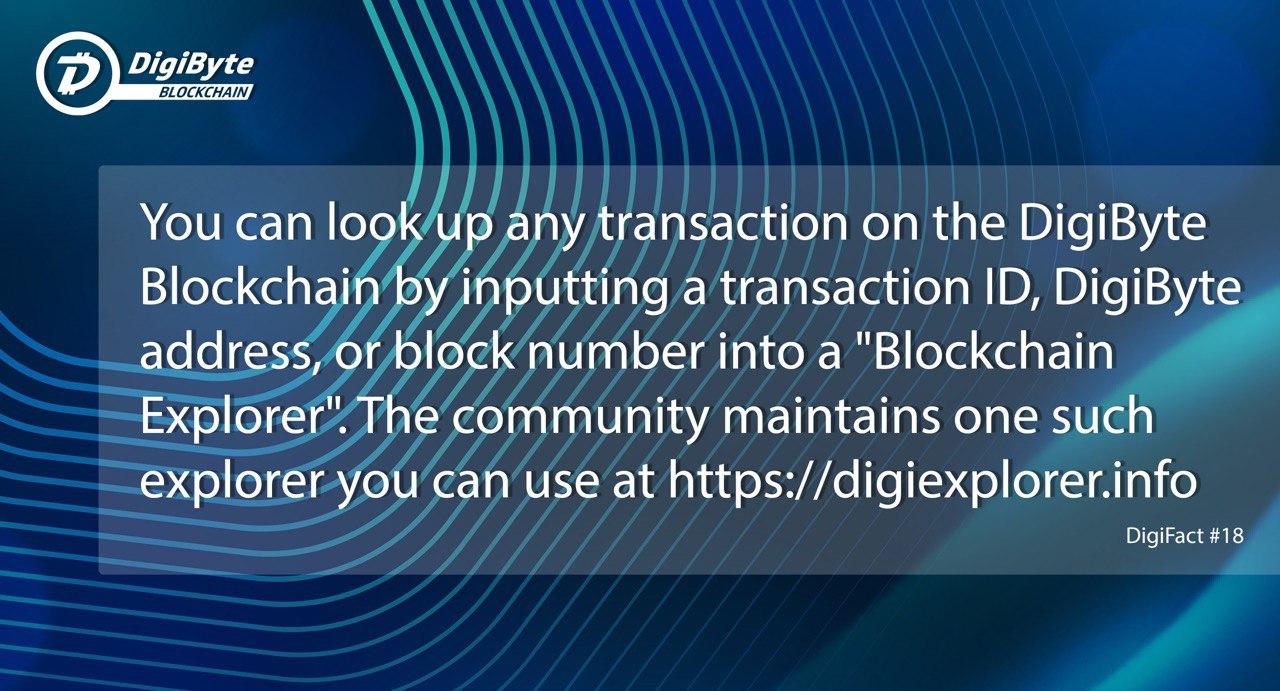 DigiByte
BLOCKCHAIN
You can look up any transaction on the DigiByte
Blockchain by inputting a transaction ID, DigiByte
address, or block number into a "Blockchain
Explorer". The community maintains one such
explorer you can use at https://digiexplorer.info
DigiFact #18